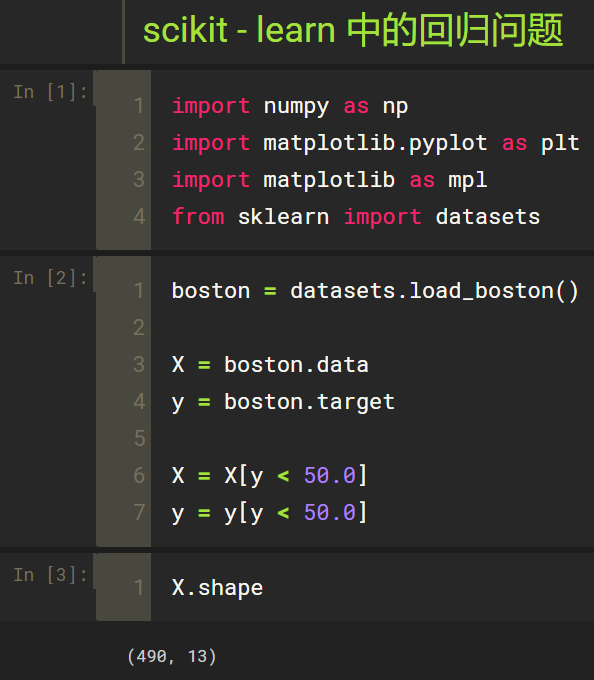 scikit - learn 中的回归问题
In [1]:
1 import numpy as np
2 import matplotlib.pyplot as plt
3 import matplotlib as mpl
4 from sklearn import datasets
In [2]:
1 boston = datasets.load_boston()
2
3 X = boston.data
4 y = boston.target
5
6 X = X[y < 50.0]
7 y = y[y < 50.0]
In [3]:
1 X.shape
(490, 13)